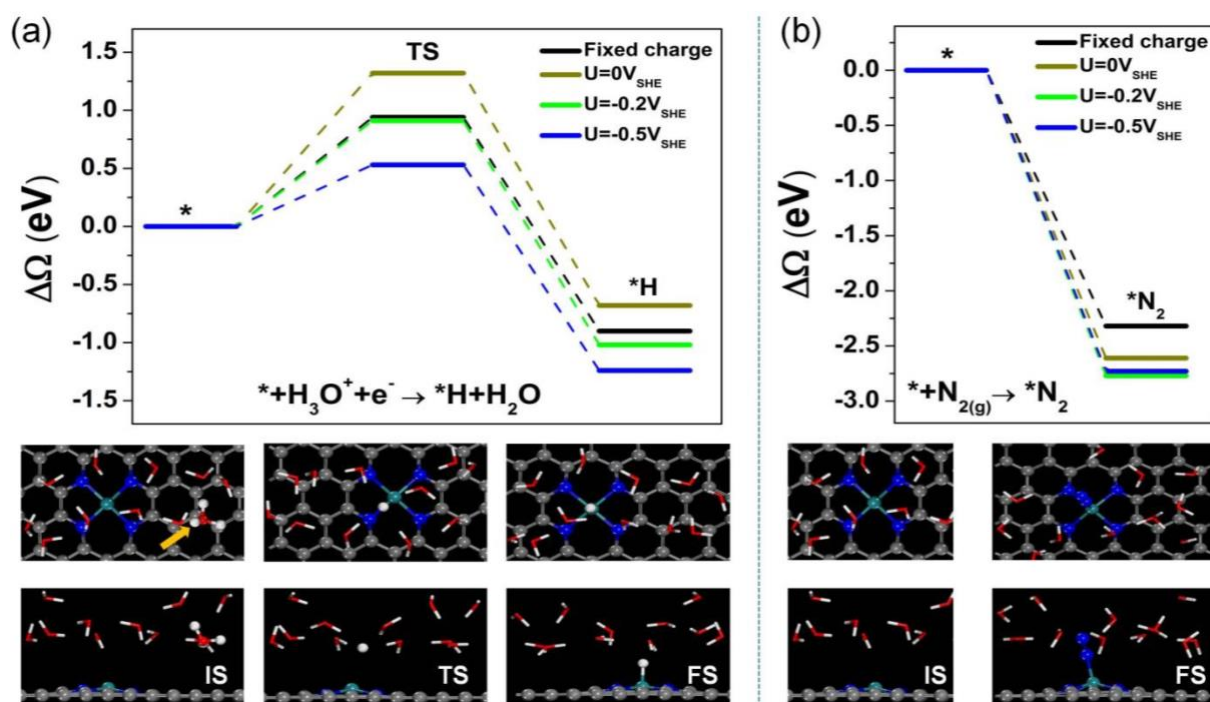 (a)
ΔΩ (eV)
1.5
1.0
0.5
0.0
-0.5
-1.0
-1.5
*
TS
*H
Fixed charge
U=0V_SHE
U=-0.2V_SHE
U=-0.5V_SHE
*+H₃O⁺+e⁻→ *H+H₂O
IS
TS
FS
(b)
ΔΩ (eV)
0.0
-0.5
-1.0
-1.5
-2.0
-2.5
-3.0
*
Fixed charge
U=0V_SHE
U=-0.2V_SHE
U=-0.5V_SHE
*N₂
*+N₂₍g₎→ *N₂
IS
FS